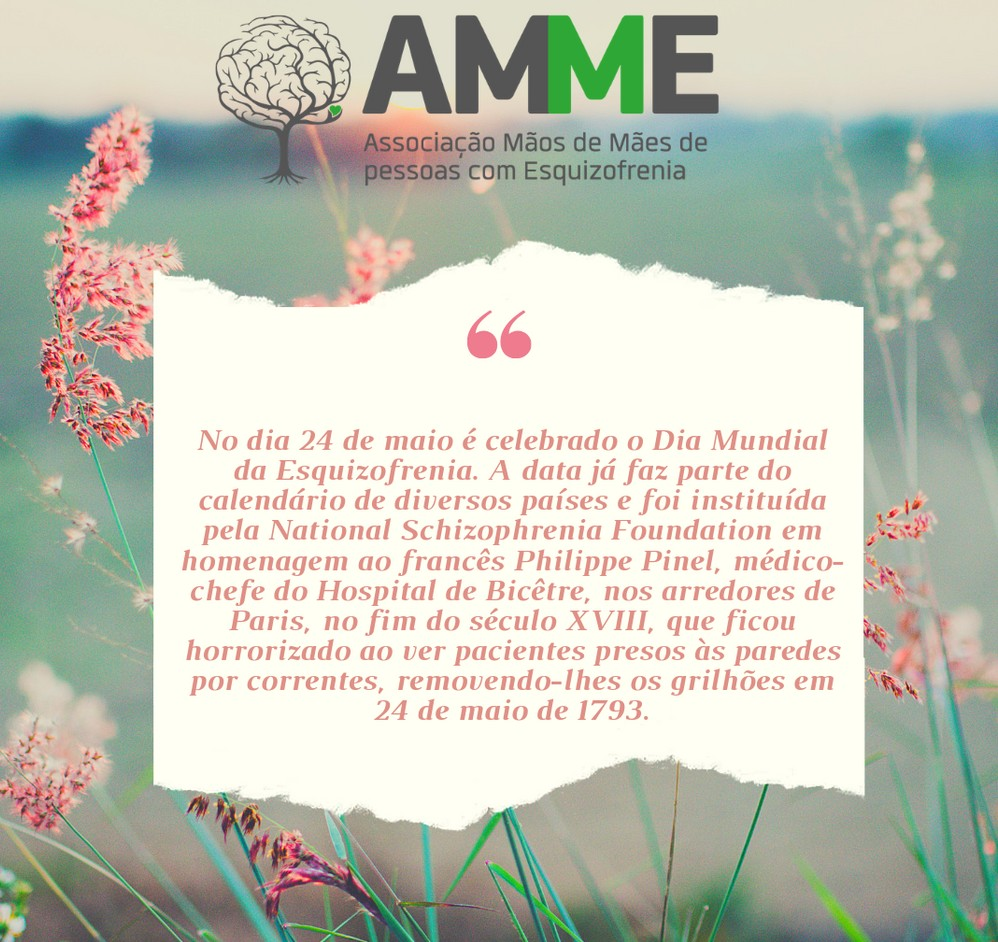 AMME
Associação Mãos de Mães de
pessoas com Esquizofrenia
“
No dia 24 de maio é celebrado o Dia Mundial
da Esquizofrenia. A data já faz parte do
calendário de diversos países e foi instituída
pela National Schizophrenia Foundation em
homenagem ao francês Philippe Pinel, médico-
chefe do Hospital de Bicêtre, nos arredores de
Paris, no fim do século XVIII, que ficou
horrorizado ao ver pacientes presos às paredes
por correntes, removendo-lhes os grilhões em
24 de maio de 1793.